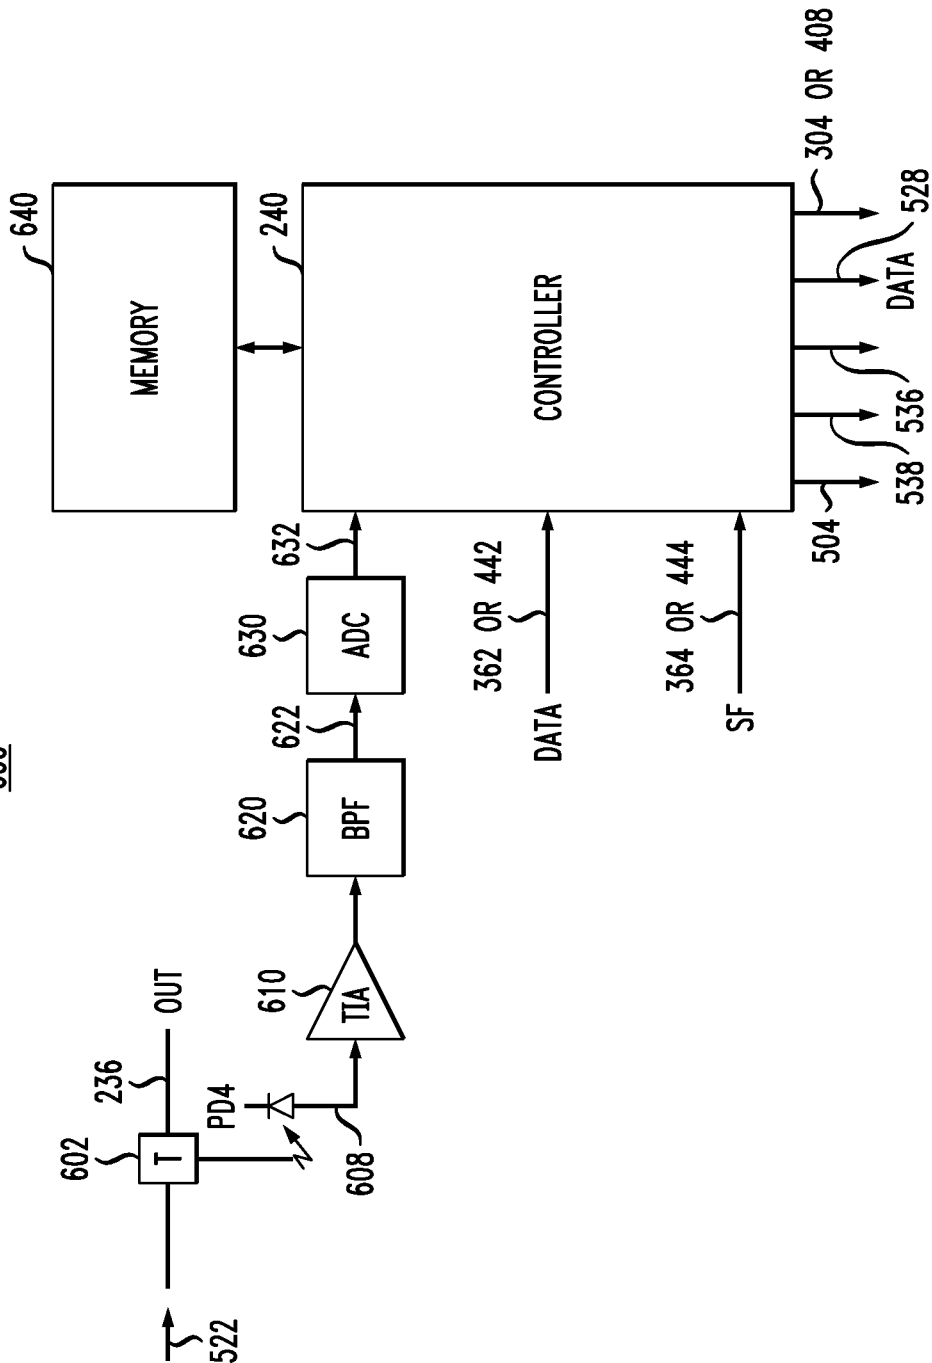 522
602
T
236
OUT
PD4
608
610
TIA
620
BPF
622
630
ADC
632
640
MEMORY
240
CONTROLLER
DATA
362 OR 442
SF
364 OR 444
504
538
536
DATA
528
304 OR 408